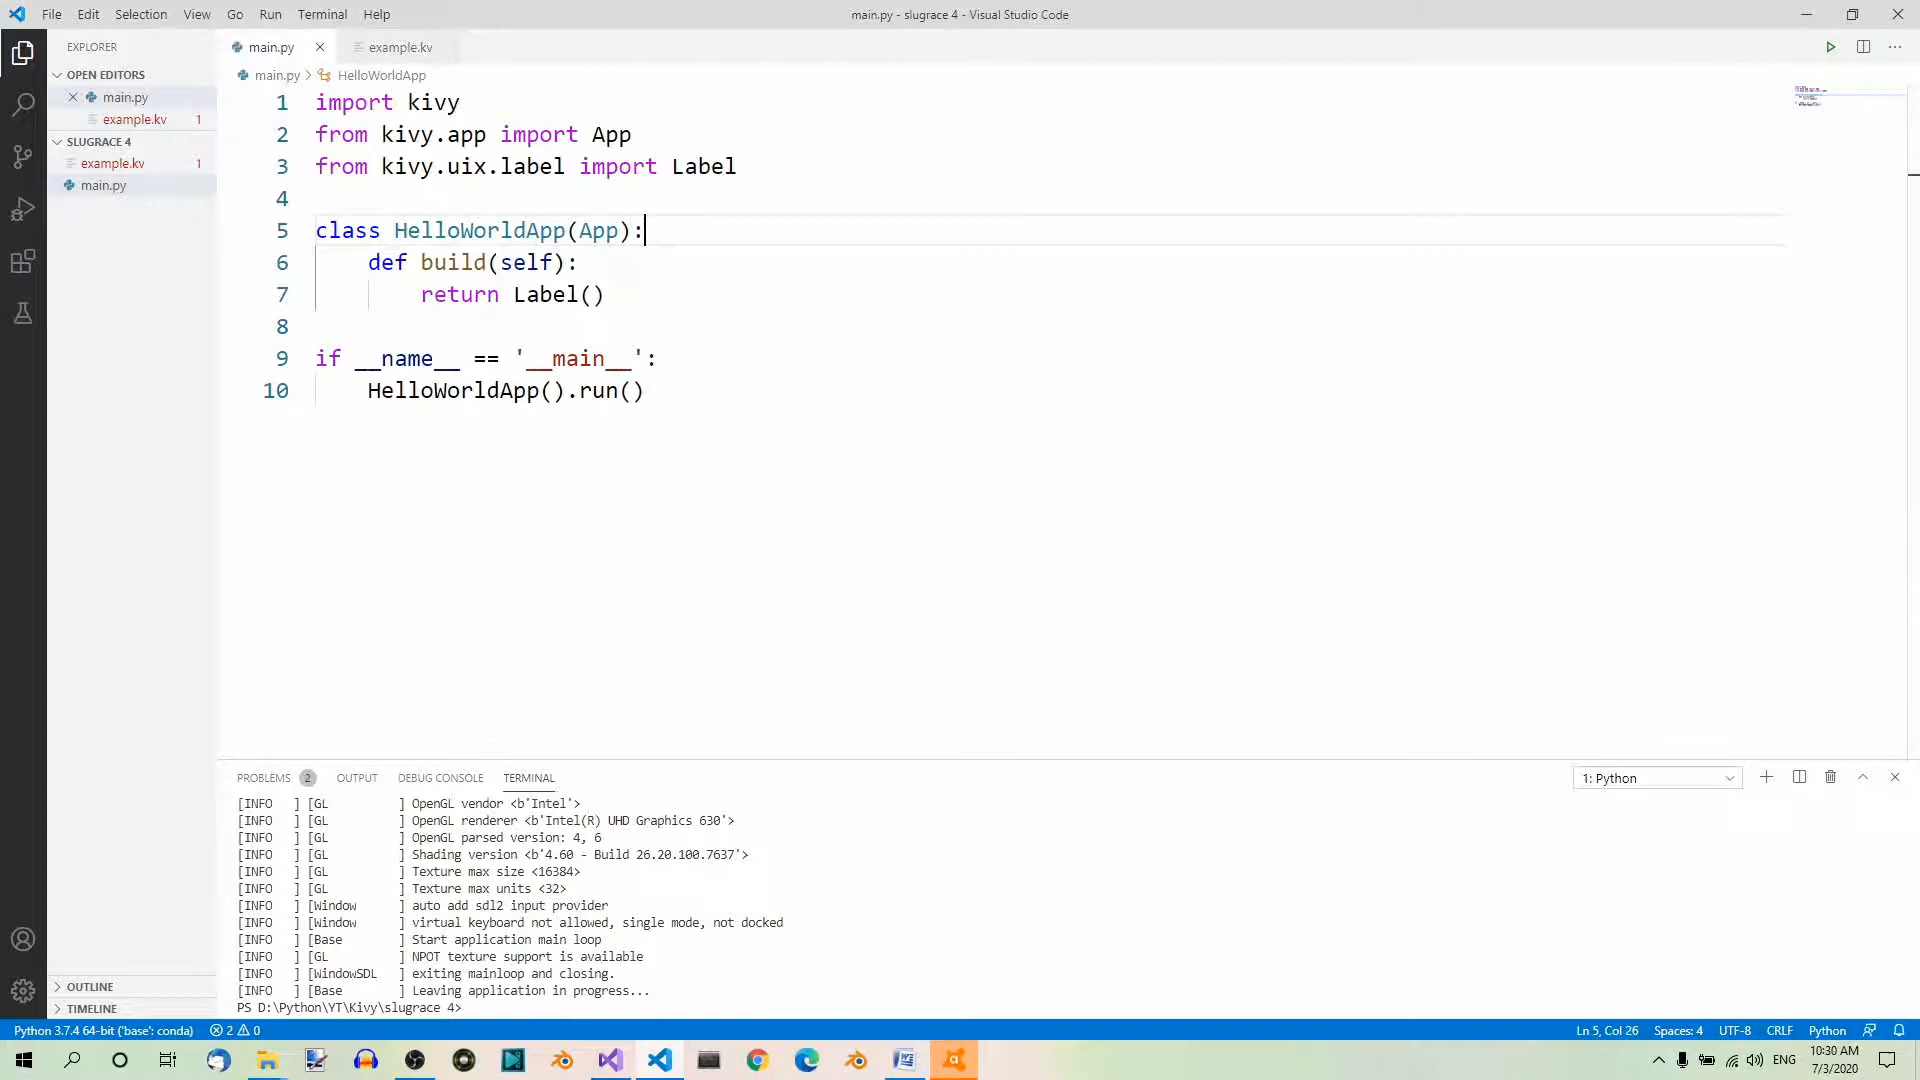 File Edit Selection View Go Run Terminal Help
main.py - slugrace 4 - Visual Studio Code
EXPLORER
OPEN EDITORS
main.py
example.kv 1
SLUGRACE 4
example.kv 1
main.py
OUTLINE
TIMELINE
main.py example.kv
main.py > HelloWorldApp
1 import kivy
2 from kivy.app import App
3 from kivy.uix.label import Label
4
5 class HelloWorldApp(App):
6 def build(self):
7 return Label()
8
9 if __name__ == '__main__':
10 HelloWorldApp().run()
PROBLEMS 2 OUTPUT DEBUG CONSOLE TERMINAL 1: Python
[INFO   ] [GL          ] OpenGL vendor <b'Intel'>
[INFO   ] [GL          ] OpenGL renderer <b'Intel(R) UHD Graphics 630'>
[INFO   ] [GL          ] OpenGL parsed version: 4, 6
[INFO   ] [GL          ] Shading version <b'4.60 - Build 26.20.100.7637'>
[INFO   ] [GL          ] Texture max size <16384>
[INFO   ] [GL          ] Texture max units <32>
[INFO   ] [Window      ] auto add sdl2 input provider
[INFO   ] [Window      ] virtual keyboard not allowed, single mode, not docked
[INFO   ] [Base        ] Start application main loop
[INFO   ] [GL          ] NPOT texture support is available
[INFO   ] [WindowSDL   ] exiting mainloop and closing.
[INFO   ] [Base        ] Leaving application in progress...
PS D:\Python\YT\Kivy\slugrace 4>
Python 3.7.4 64-bit ('base': conda) 2 0 Ln 5, Col 26 Spaces: 4 UTF-8 CRLF Python
ENG 10:30 AM
7/3/2020